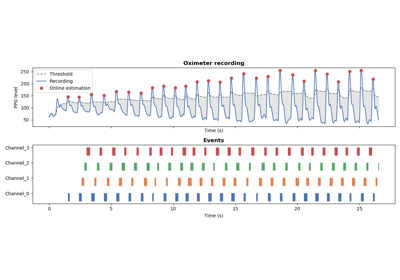 Oximeter recording
Threshold
Recording
Online estimation
PPG level
250
200
150
100
50
Time (s)
Events
Channel_3
Channel_2
Channel_1
Channel_0
0 5 10 15 20 25
Time (s)